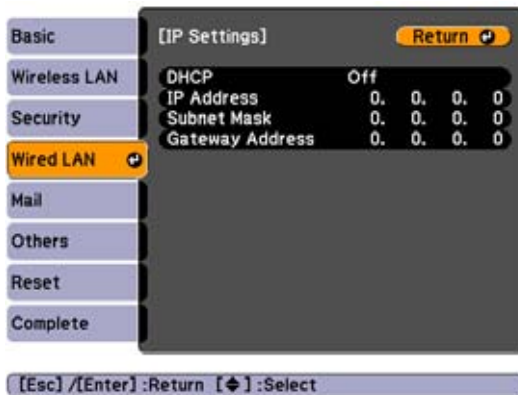 Basic
Wireless LAN
Security
Wired LAN
Mail
Others
Reset
Complete
[IP Settings] Return
DHCP Off
IP Address 0. 0. 0. 0
Subnet Mask 0. 0. 0. 0
Gateway Address 0. 0. 0. 0
[Esc] /[Enter] :Return [◆] :Select